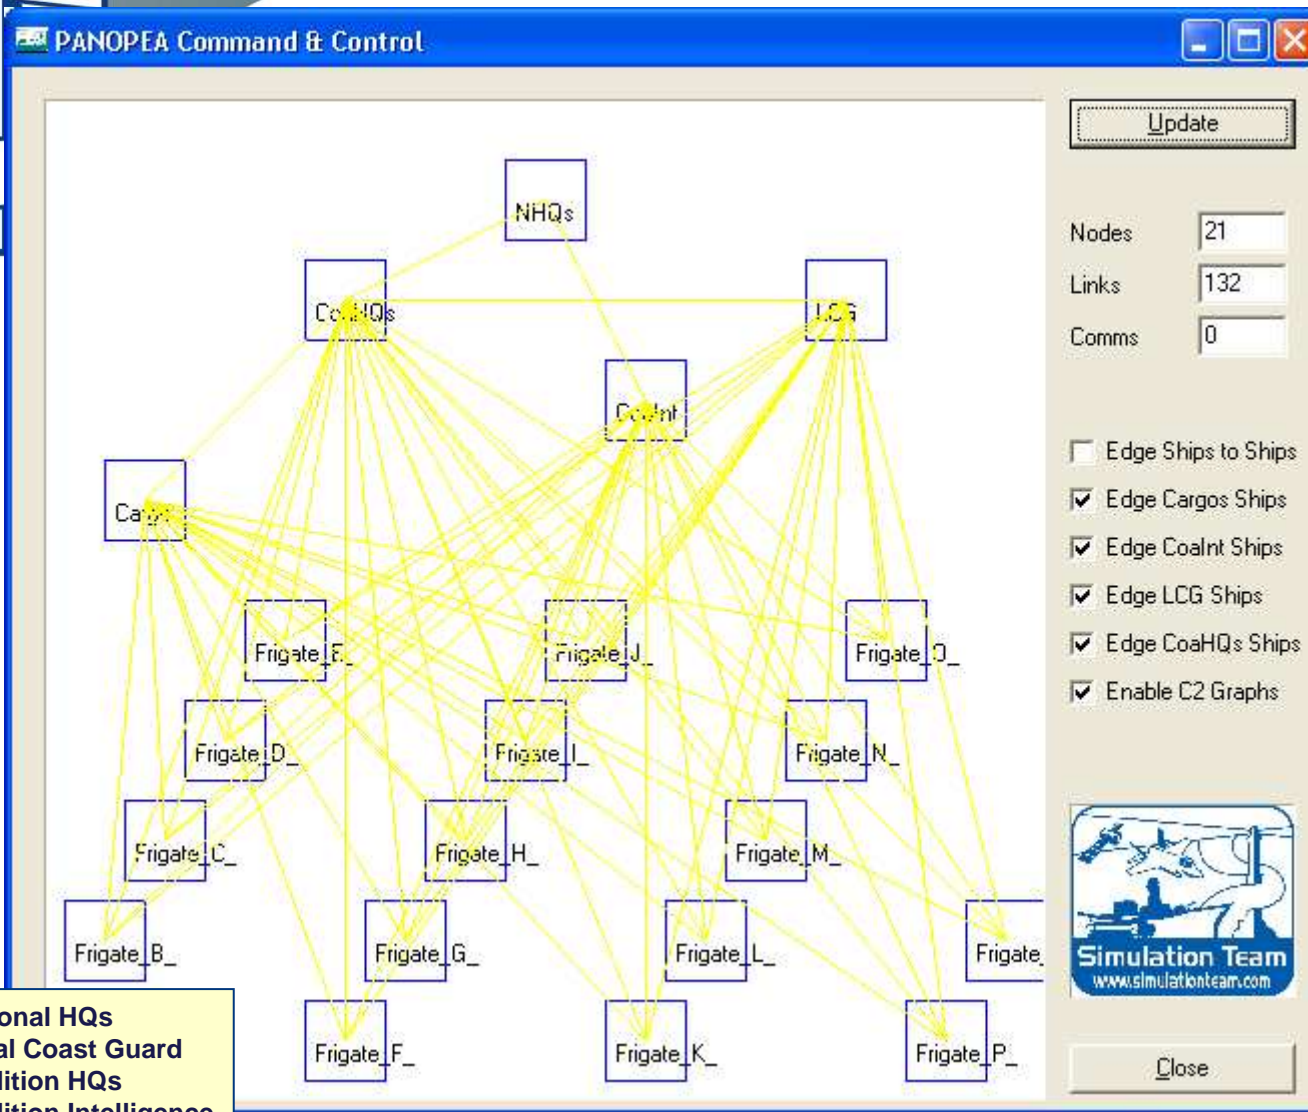 PANOPEA Command & Control
Update
NHQs
Nodes 21
CoaHQs
LCG
Links 132
Comms 0
CoaInt
Edge Ships to Ships
Edge Cargos Ships
Edge CoaInt Ships
Edge LCG Ships
Edge CoaHQs Ships
Enable C2 Graphs
Frigate_E_
Frigate_J_
Frigate_O_
Frigate_D_
Frigate_I_
Frigate_N_
Frigate_C_
Frigate_H_
Frigate_M_
Frigate_B_
Frigate_G_
Frigate_L_
Frigate_
Simulation Team
www.simulationteam.com
Frigate_F_
Frigate_K_
Frigate_P_
Close
onal HQs
al Coast Guard
lition HQs
lition Intelligence